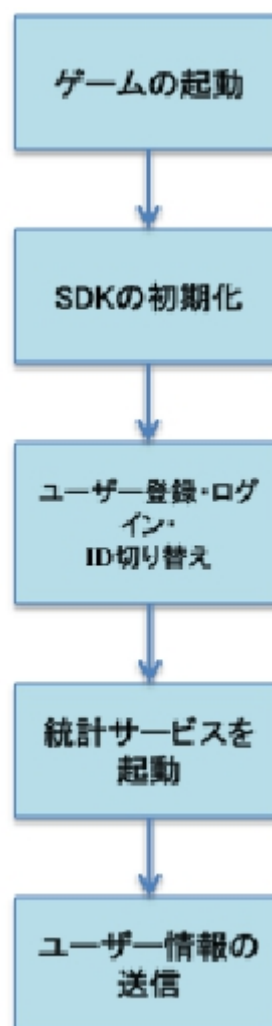 ゲームの起動
SDKの初期化
ユーザー登録・ログ
イン・
ID切り替え
統計サービスを
起動
ユーザー情報の
送信